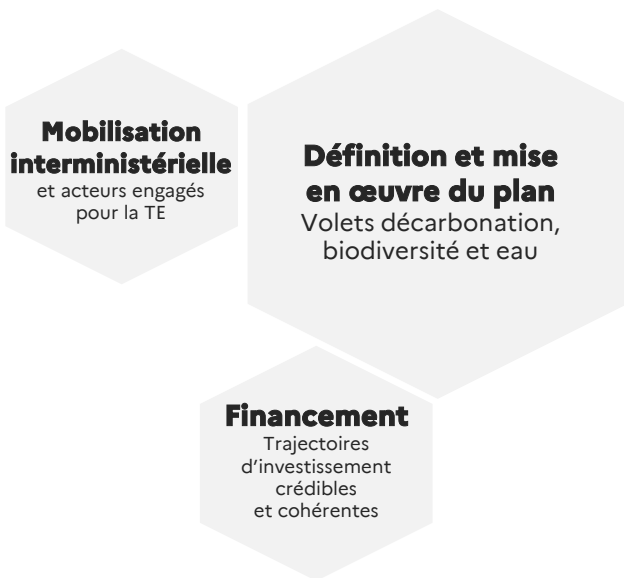 Mobilisation
interministérielle
et acteurs engagés
pour la TE
Définition et mise
en œuvre du plan
Volets décarbonation,
biodiversité et eau
Financement
Trajectoires
d’investissement
crédibles
et cohérentes